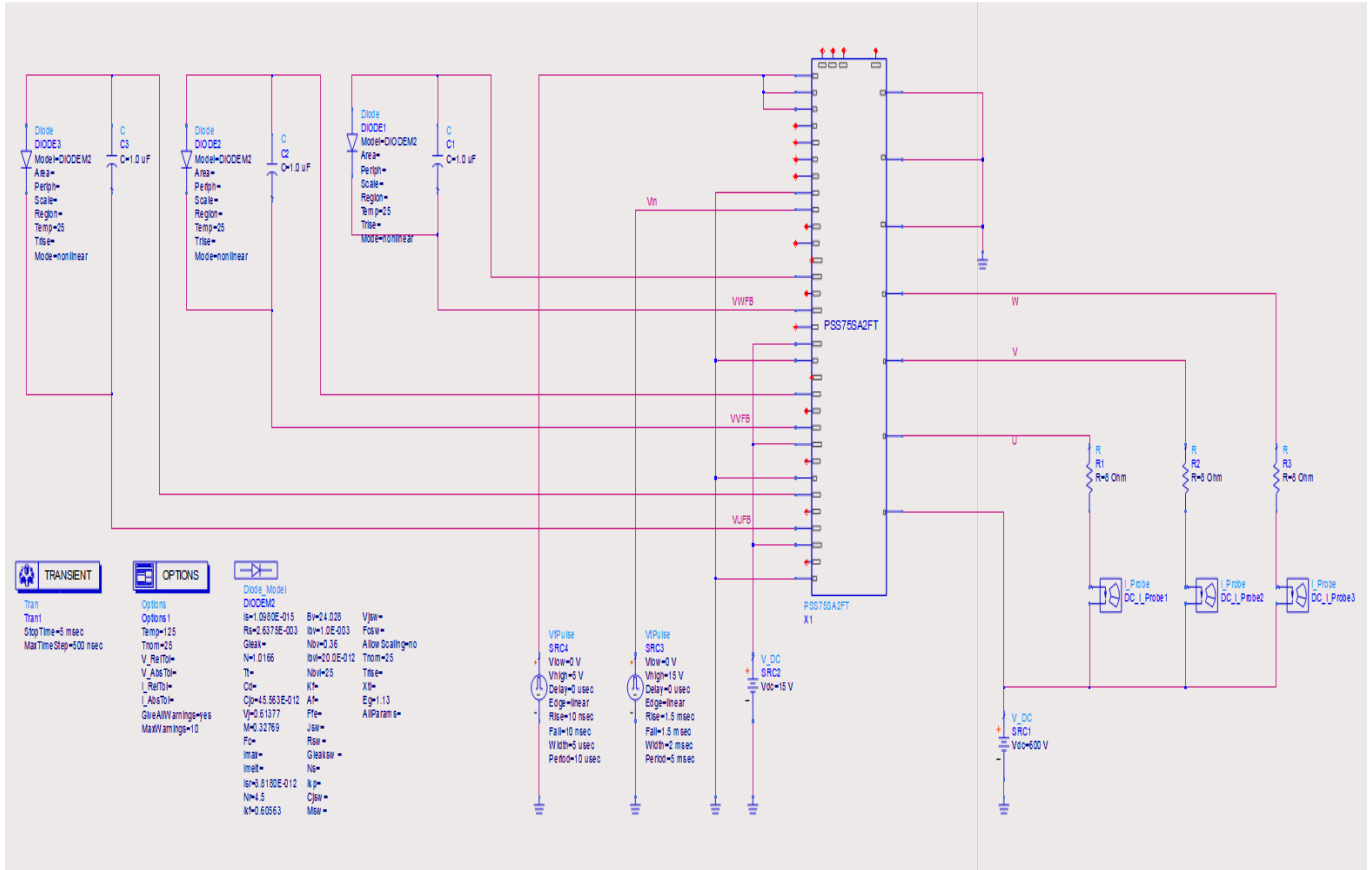 Diode
DIODE3
Model=DIODEM2
Area=
Periph=
Scale=
Region=
Temp=25
Trise=
Mode=nonlinear
C
C3
C=1.0 uF
Diode
DIODE2
Model=DIODEM2
Area=
Periph=
Scale=
Region=
Temp=25
Trise=
Mode=nonlinear
C
C2
C=1.0 uF
Diode
DIODE1
Model=DIODEM2
Area=
Periph=
Scale=
Region=
Temp=25
Trise=
Mode=nonlinear
C
C1
C=1.0 uF
Vin
VWFB
VVFB
VUFB
PSS75SA2FT
PSS75SA2FT
X1
W
V
U
R
R1
R=8 Ohm
R
R2
R=8 Ohm
R
R3
R=8 Ohm
I_Probe
DC_I_Probe1
I_Probe
DC_I_Probe2
I_Probe
DC_I_Probe3
TRANSIENT
Tran
Tran1
StopTime=5 msec
MaxTimeStep=500 nsec
OPTIONS
Options
Options1
Temp=125
Tnom=25
V_RelTol=
V_AbsTol=
I_RelTol=
I_AbsTol=
GiveAllWarnings=yes
MaxWarnings=10
Diode_Model
DIODEM2
Is=1.0980E-015 Bv=24.028 Vjsw=
Rs=2.6375E-003 Ibv=1.0E-003 Fcsw=
Gleak= Nbv=0.36 AllowScaling=no
N=1.0166 Ibvl=20.0E-012 Tnom=25
Tt= Nbvl=25 Trise=
Cd= Kf= Xti=
Cjo=45.563E-012 Af= Eg=1.13
Vj=0.61377 Ffe= AllParams=
M=0.32769 Jsw=
Fc= Rsw=
Imax= Gleaksw=
Imelt= Ns=
Isr=3.8180E-012 Ikp=
Nr=4.5 Cjsw=
Ikf=0.60563 Msw=
VtPulse
SRC4
Vlow=0 V
Vhigh=5 V
Delay=0 usec
Edge=linear
Rise=10 nsec
Fall=10 nsec
Width=5 usec
Period=10 usec
VtPulse
SRC3
Vlow=0 V
Vhigh=15 V
Delay=0 usec
Edge=linear
Rise=1.5 msec
Fall=1.5 msec
Width=2 msec
Period=5 msec
V_DC
SRC2
Vdc=15 V
V_DC
SRC1
Vdc=600 V